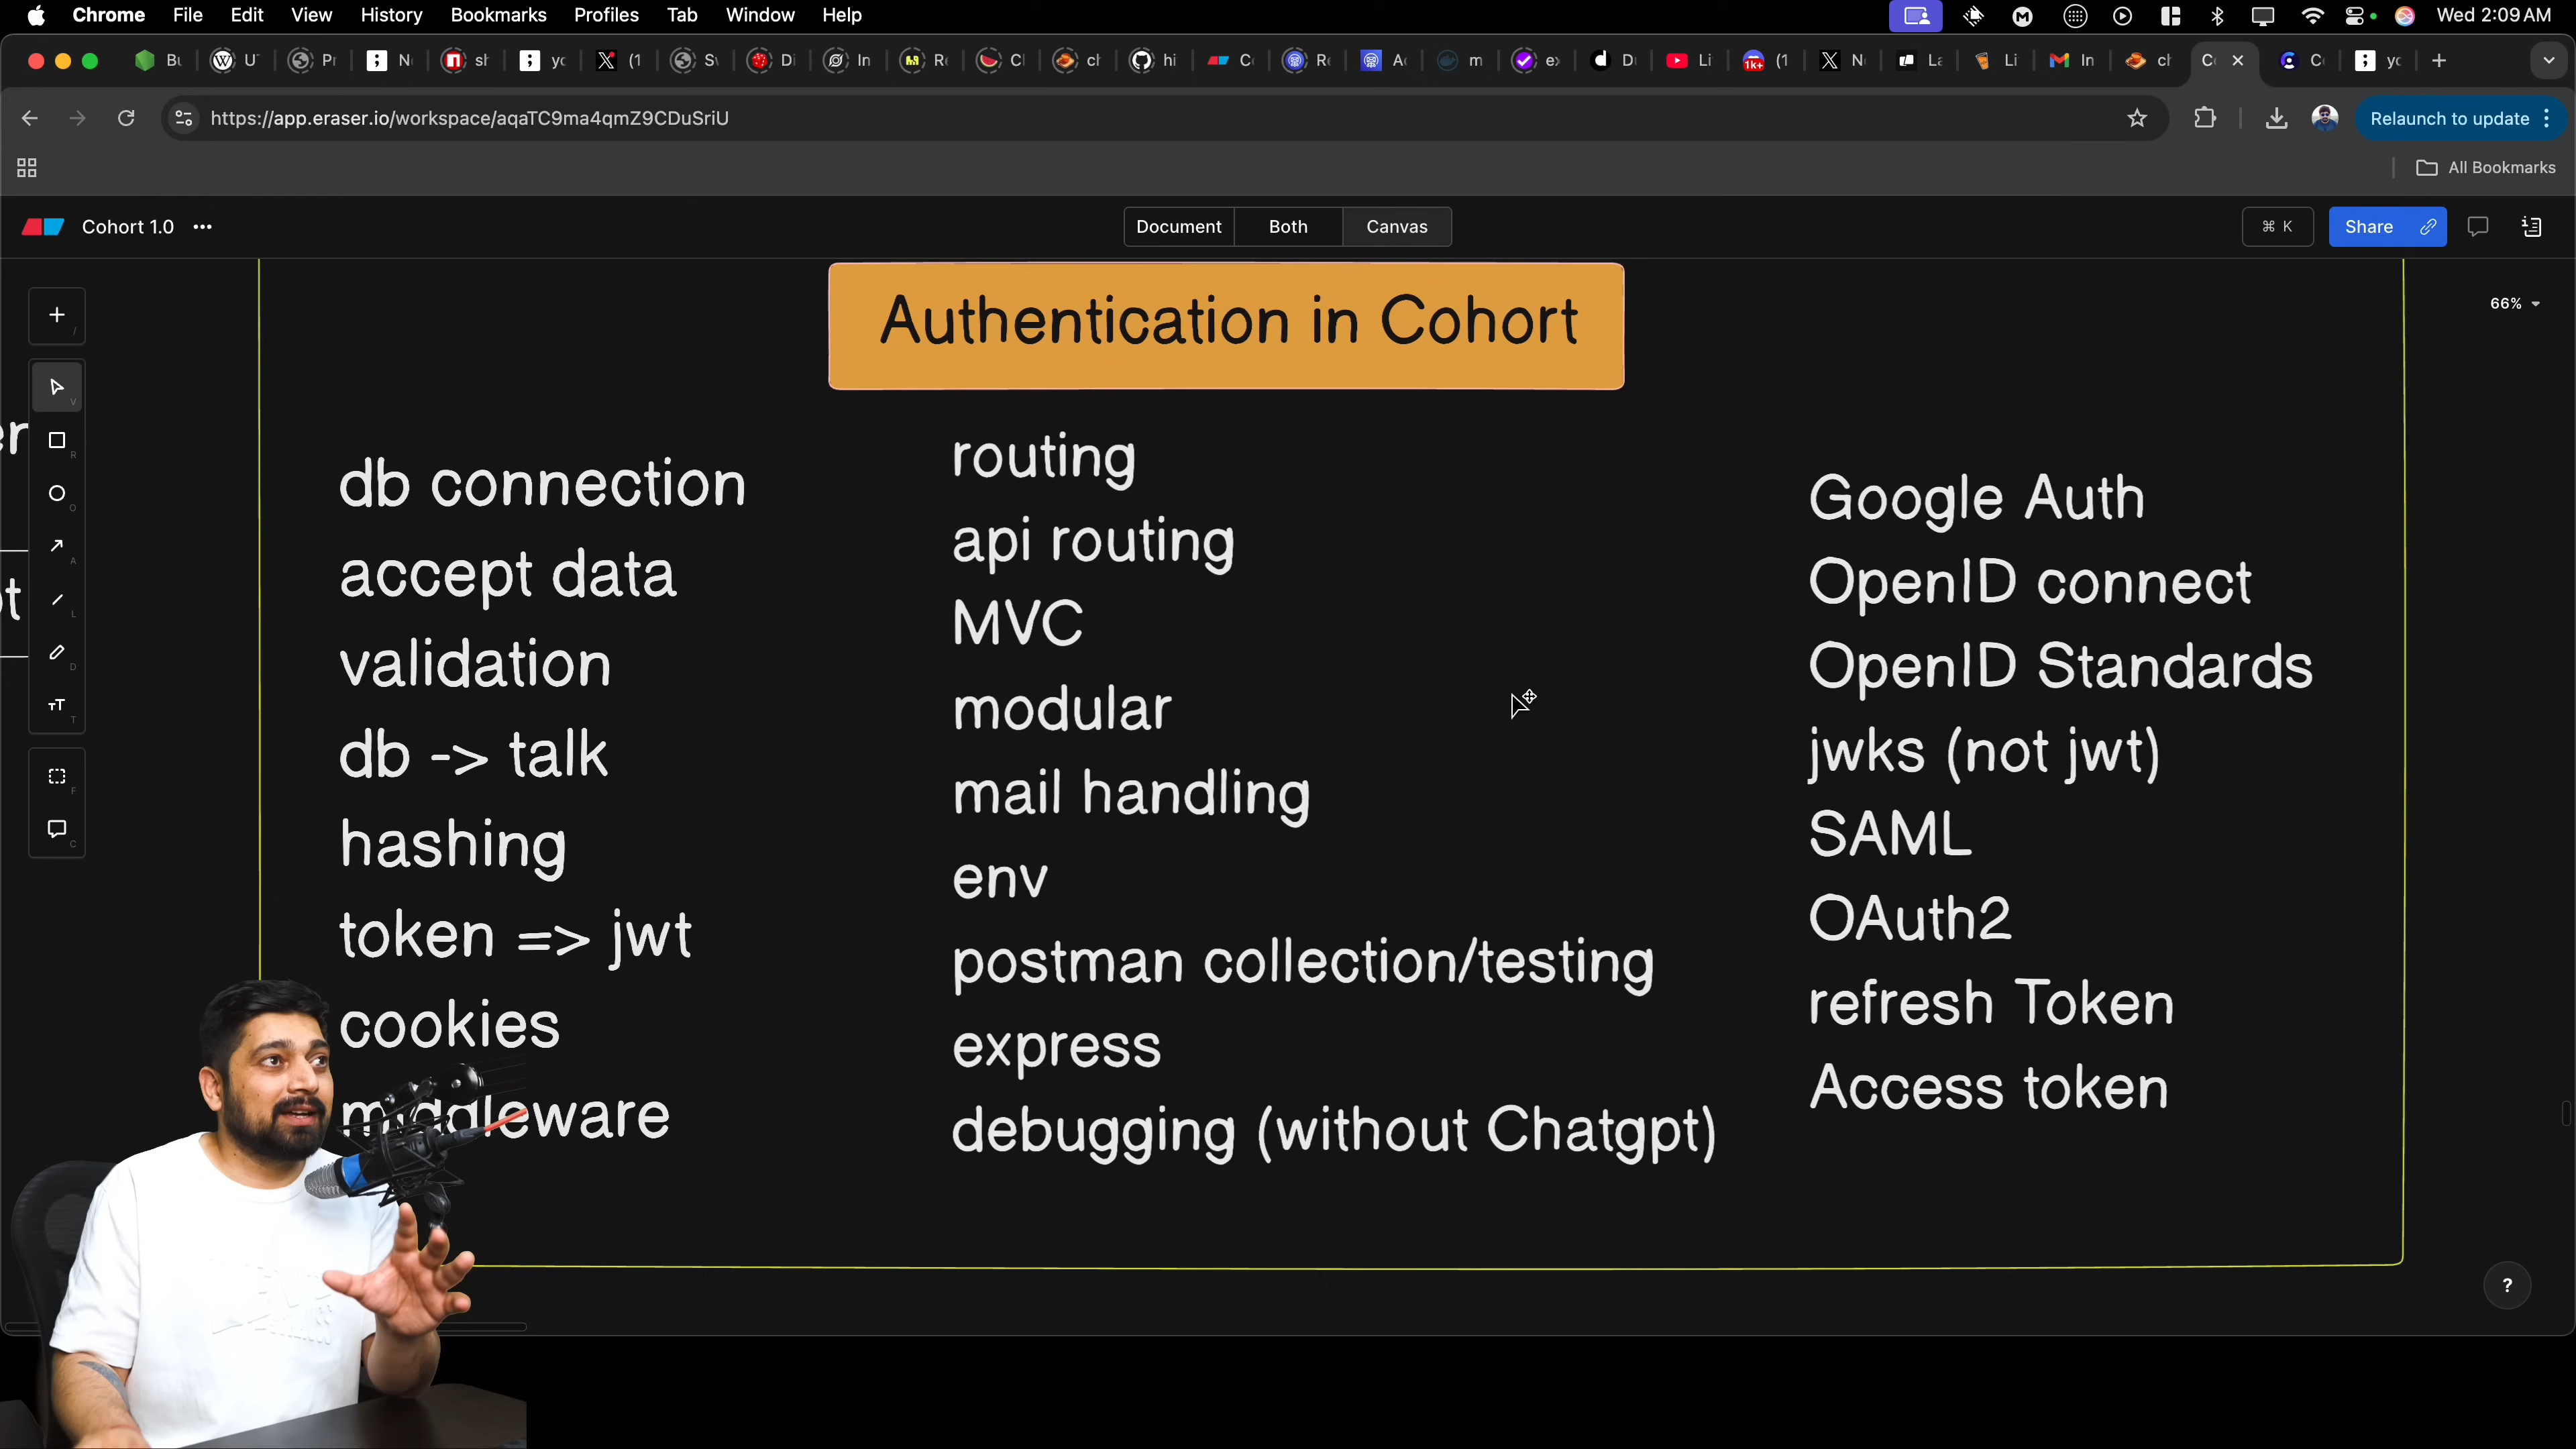 Chrome File Edit View History Bookmarks Profiles Tab Window Help Wed 2:09 AM
https://app.eraser.io/workspace/aqaTC9ma4qmZ9CDuSriU
Relaunch to update
All Bookmarks
Cohort 1.0
Document Both Canvas
⌘ K
Share
66%
Authentication in Cohort
db connection
accept data
validation
db -> talk
hashing
token => jwt
cookies
middleware
routing
api routing
MVC
modular
mail handling
env
postman collection/testing
express
debugging (without Chatgpt)
Google Auth
OpenID connect
OpenID Standards
jwks (not jwt)
SAML
OAuth2
refresh Token
Access token
?